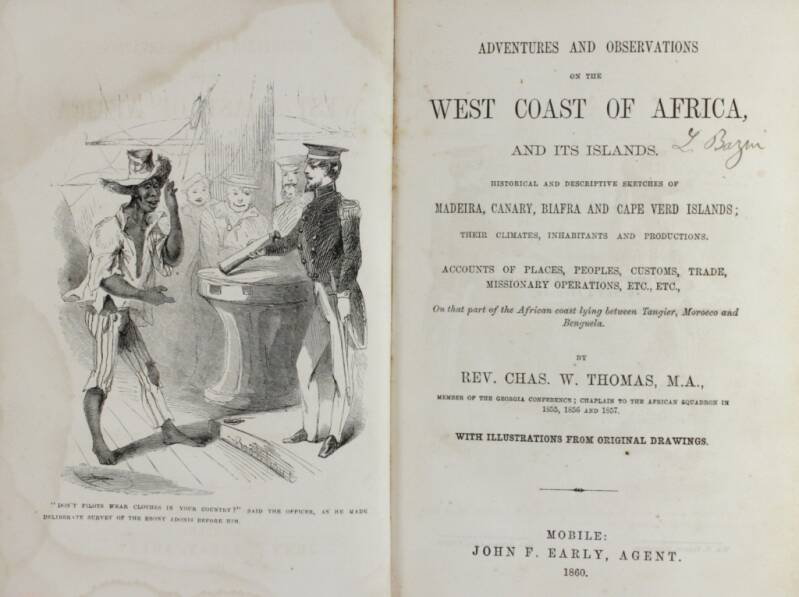 "DON'T PILOTS WEAR CLOTHES IN YOUR COUNTRY?" SAID THE OFFICER, AS HE MADE
DELIBERATE SURVEY OF THE EBONY ADONIS BEFORE HIM.
ADVENTURES AND OBSERVATIONS
ON THE
WEST COAST OF AFRICA,
AND ITS ISLANDS.
HISTORICAL AND DESCRIPTIVE SKETCHES OF
MADEIRA, CANARY, BIAFRA AND CAPE VERD ISLANDS;
THEIR CLIMATES, INHABITANTS AND PRODUCTIONS.
ACCOUNTS OF PLACES, PEOPLES, CUSTOMS, TRADE,
MISSIONARY OPERATIONS, ETC., ETC.,
On that part of the African coast lying between Tangier, Morocco and
Benguela.
BY
REV. CHAS. W. THOMAS, M.A.,
MEMBER OF THE GEORGIA CONFERENCE; CHAPLAIN TO THE AFRICAN SQUADRON IN
1855, 1856 AND 1857.
WITH ILLUSTRATIONS FROM ORIGINAL DRAWINGS.
MOBILE:
JOHN F. EARLY, AGENT.
1860.